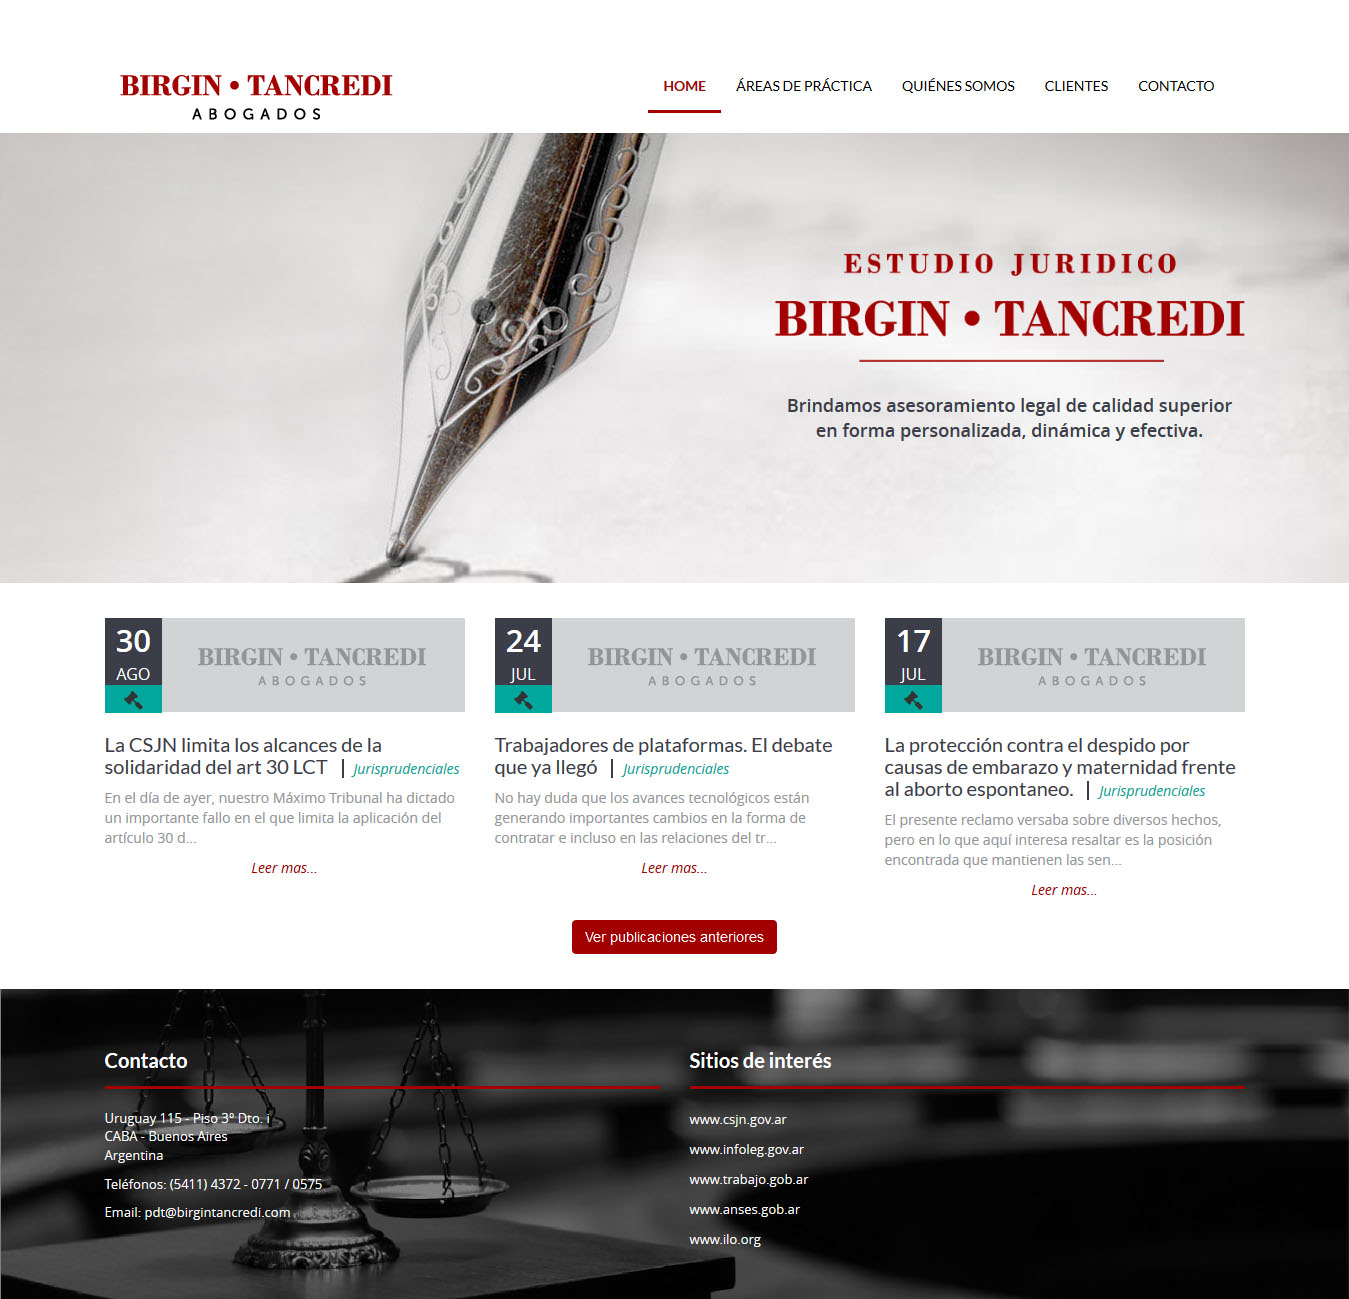 BIRGIN • TANCREDI
ABOGADOS
HOME
ÁREAS DE PRÁCTICA
QUIÉNES SOMOS
CLIENTES
CONTACTO
ESTUDIO JURIDICO
BIRGIN • TANCREDI
Brindamos asesoramiento legal de calidad superior
en forma personalizada, dinámica y efectiva.
30
AGO
BIRGIN • TANCREDI
ABOGADOS
La CSJN limita los alcances de la
solidaridad del art 30 LCT | Jurisprudenciales
En el día de ayer, nuestro Máximo Tribunal ha dictado
un importante fallo en el que limita la aplicación del
artículo 30 d...
Leer mas...
24
JUL
BIRGIN • TANCREDI
ABOGADOS
Trabajadores de plataformas. El debate
que ya llegó | Jurisprudenciales
No hay duda que los avances tecnológicos están
generando importantes cambios en la forma de
contratar e incluso en las relaciones del tr...
Leer mas...
17
JUL
BIRGIN • TANCREDI
ABOGADOS
La protección contra el despido por
causas de embarazo y maternidad frente
al aborto espontaneo. | Jurisprudenciales
El presente reclamo versaba sobre diversos hechos,
pero en lo que aquí interesa resaltar es la posición
encontrada que mantienen las sen...
Leer mas...
Ver publicaciones anteriores
Contacto
Uruguay 115 - Piso 3º Dto. i
CABA - Buenos Aires
Argentina
Teléfonos: (5411) 4372 - 0771 / 0575
Email: pdt@birgintancredi.com
Sitios de interés
www.csjn.gov.ar
www.infoleg.gov.ar
www.trabajo.gob.ar
www.anses.gob.ar
www.ilo.org